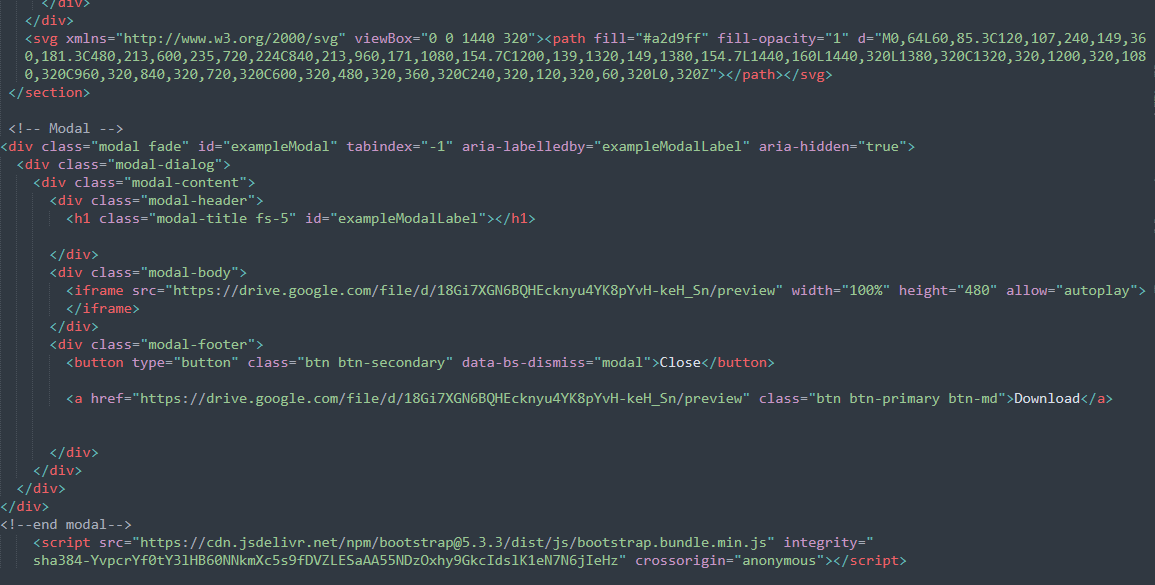 </div>
</div>
<svg xmlns="http://www.w3.org/2000/svg" viewBox="0 0 1440 320"><path fill="#a2d9ff" fill-opacity="1" d="M0,64L60,85.3C120,107,240,149,36
0,181.3C480,213,600,235,720,224C840,213,960,171,1080,154.7C1200,139,1320,149,1380,154.7L1440,160L1440,320L1380,320C1320,320,1200,320,108
0,320C960,320,840,320,720,320C600,320,480,320,360,320C240,320,120,320,60,320L0,320Z"></path></svg>
</section>
<!-- Modal -->
<div class="modal fade" id="exampleModal" tabindex="-1" aria-labelledby="exampleModalLabel" aria-hidden="true">
<div class="modal-dialog">
<div class="modal-content">
<div class="modal-header">
<h1 class="modal-title fs-5" id="exampleModalLabel"></h1>
</div>
<div class="modal-body">
<iframe src="https://drive.google.com/file/d/18Gi7XGN6BQHEcknyu4YK8pYvH-keH_Sn/preview" width="100%" height="480" allow="autoplay">
</iframe>
</div>
<div class="modal-footer">
<button type="button" class="btn btn-secondary" data-bs-dismiss="modal">Close</button>
<a href="https://drive.google.com/file/d/18Gi7XGN6BQHEcknyu4YK8pYvH-keH_Sn/preview" class="btn btn-primary btn-md">Download</a>
</div>
</div>
</div>
</div>
<!--end modal-->
<script src="https://cdn.jsdelivr.net/npm/bootstrap@5.3.3/dist/js/bootstrap.bundle.min.js" integrity="
sha384-YvpcrYf0tY3lHB60NNkmXc5s9fDVZLESaAA55NDzOxhy9GkcIdslK1eN7N6jIeHz" crossorigin="anonymous"></script>